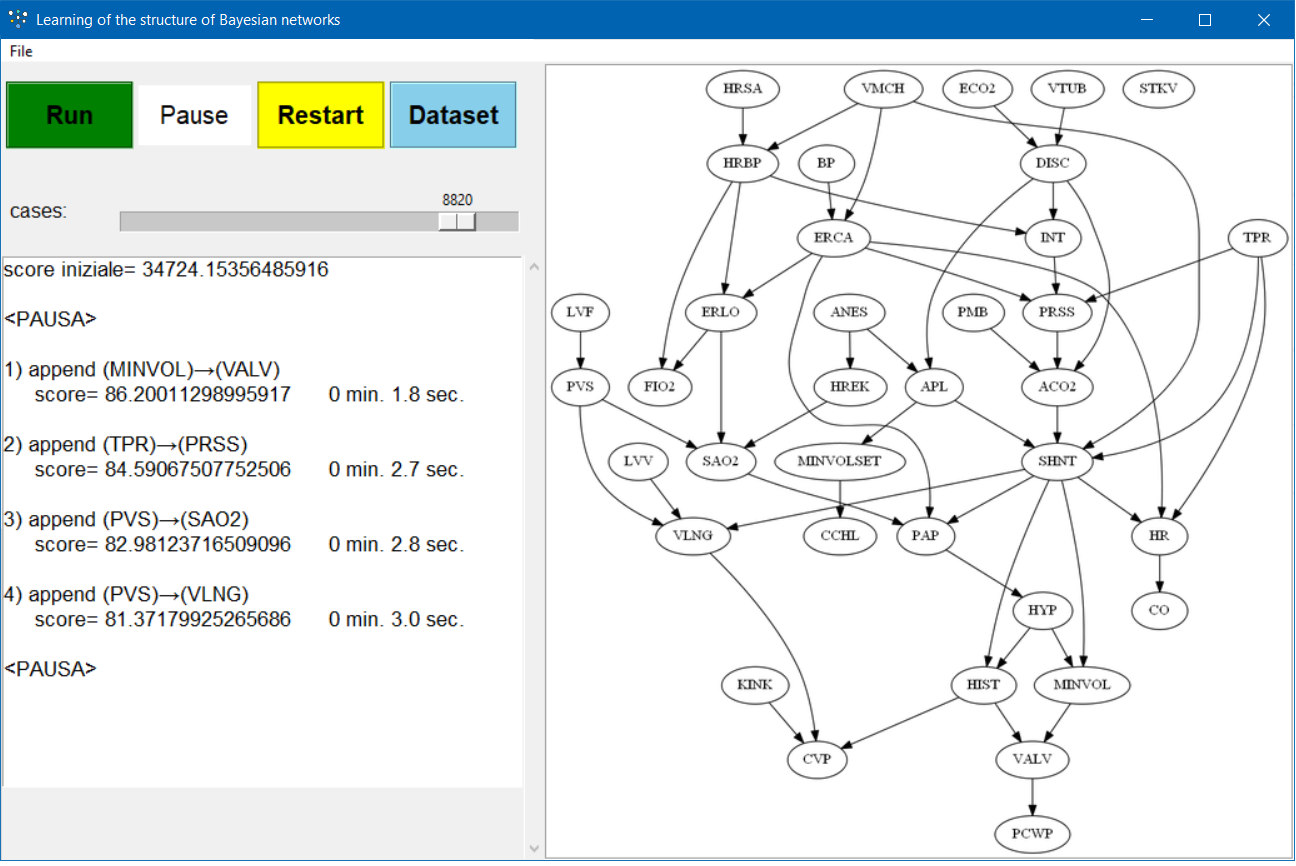 Learning of the structure of Bayesian networks
File
Run Pause Restart Dataset
8820
cases:
score iniziale= 34724.15356485916
<PAUSA>
1) append (MINVOL)→(VALV)
score= 86.20011298995917 0 min. 1.8 sec.
2) append (TPR)→(PRSS)
score= 84.59067507752506 0 min. 2.7 sec.
3) append (PVS)→(SAO2)
score= 82.98123716509096 0 min. 2.8 sec.
4) append (PVS)→(VLNG)
score= 81.37179925265686 0 min. 3.0 sec.
<PAUSA>
HRSA VMCH ECO2 VTUB STKV
HRBP BP DISC
ERCA INT TPR
LVF ERLO ANES PMB PRSS
PVS FIO2 HREK APL ACO2
LVV SAO2 MINVOLSET SHNT
VLNG CCHL PAP HR
HYP CO
KINK HIST MINVOL
CVP VALV
PCWP